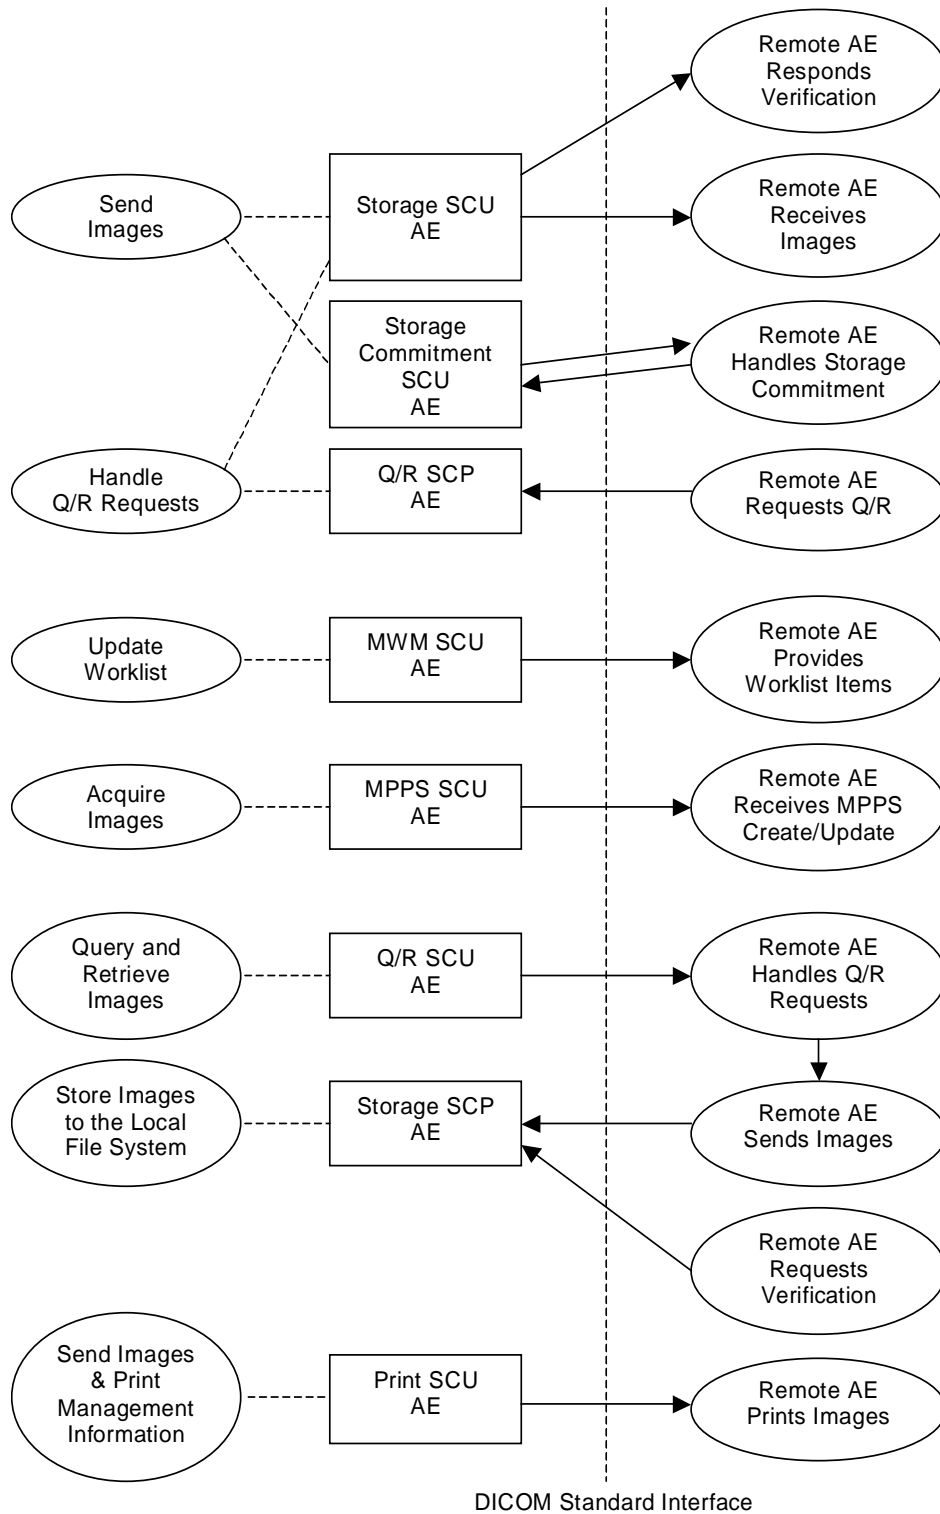 Remote AE
Responds
Verification
Send
Images
Storage SCU
AE
Remote AE
Receives
Images
Storage
Commitment
SCU
AE
Remote AE
Handles Storage
Commitment
Handle
Q/R Requests
Q/R SCP
AE
Remote AE
Requests Q/R
Update
Worklist
MWM SCU
AE
Remote AE
Provides
Worklist Items
Acquire
Images
MPPS SCU
AE
Remote AE
Receives MPPS
Create/Update
Query and
Retrieve
Images
Q/R SCU
AE
Remote AE
Handles Q/R
Requests
Store Images
to the Local
File System
Storage SCP
AE
Remote AE
Sends Images
Remote AE
Requests
Verification
Send Images
& Print
Management
Information
Print SCU
AE
Remote AE
Prints Images
DICOM Standard Interface